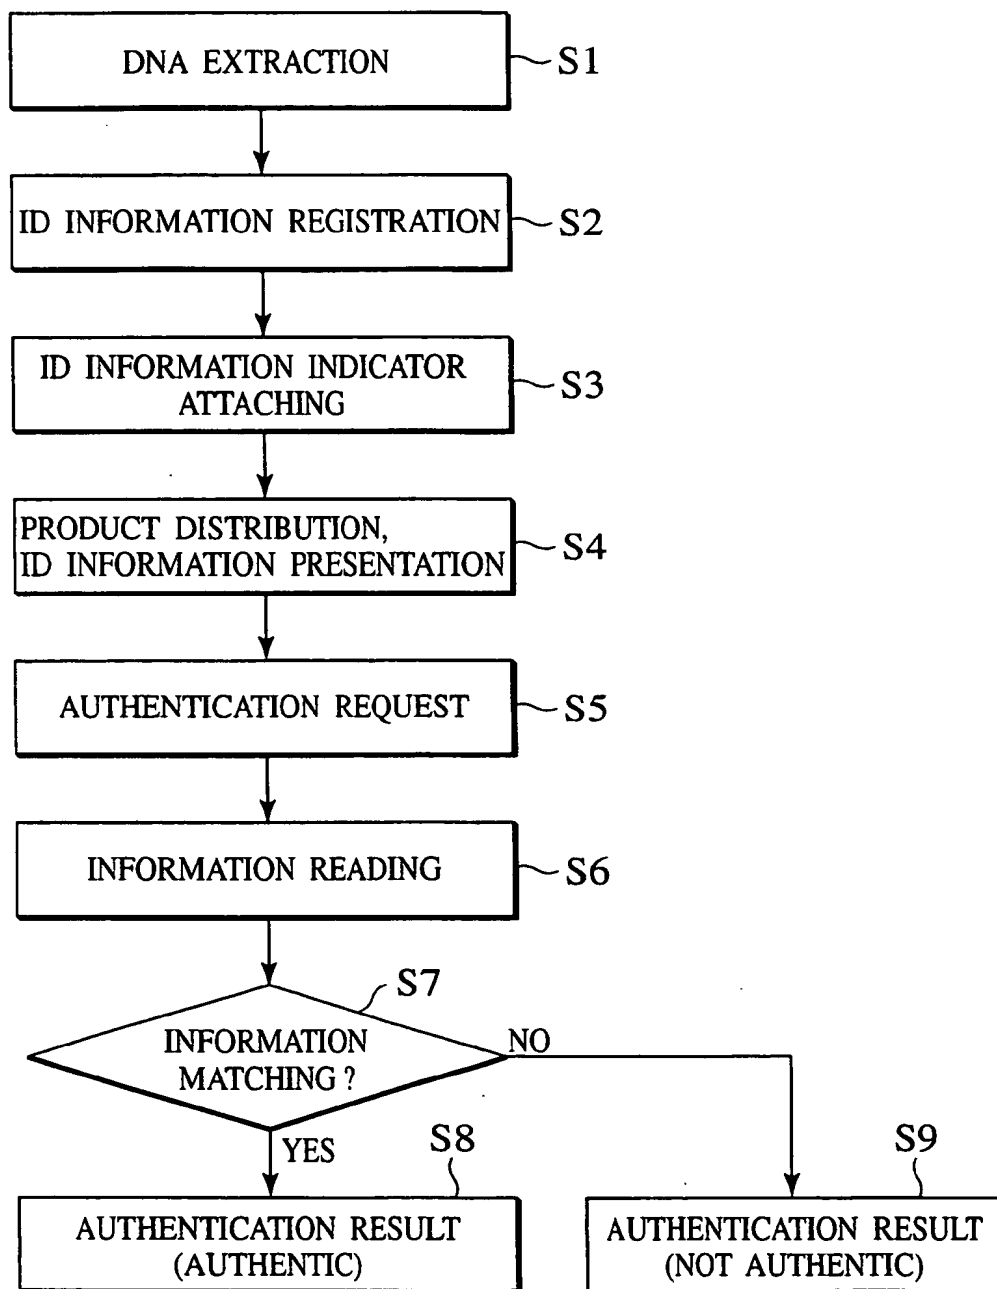 DNA EXTRACTION
S1
ID INFORMATION REGISTRATION
S2
ID INFORMATION INDICATOR
ATTACHING
S3
PRODUCT DISTRIBUTION,
ID INFORMATION PRESENTATION
S4
AUTHENTICATION REQUEST
S5
INFORMATION READING
S6
S7
INFORMATION
MATCHING ?
NO
YES
S8
AUTHENTICATION RESULT
(AUTHENTIC)
S9
AUTHENTICATION RESULT
(NOT AUTHENTIC)